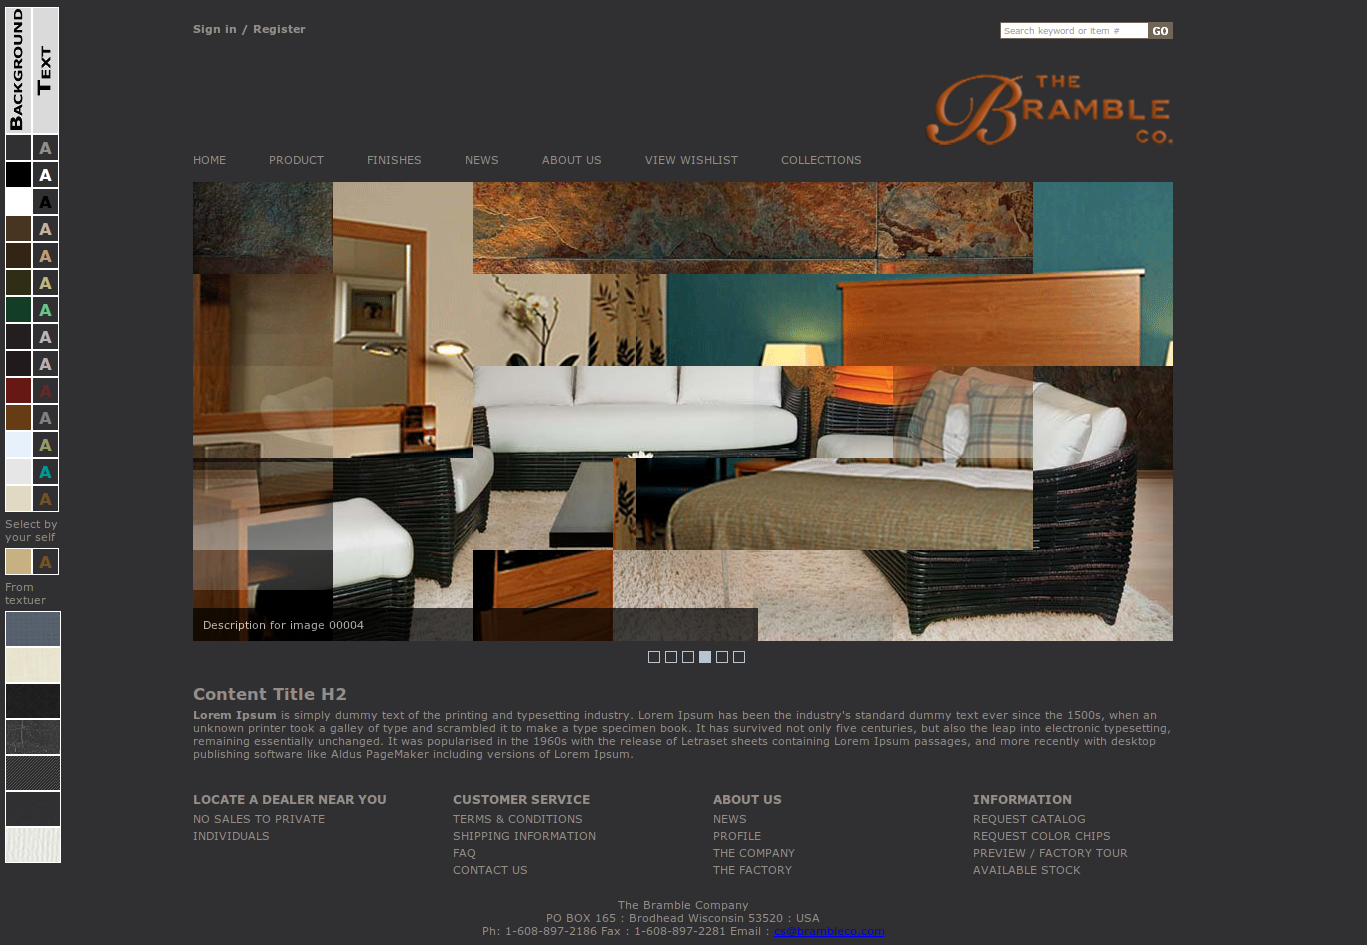 BACKGROUND
TEXT
Sign in / Register
Search keyword or item #
GO
THE
BRAMBLE
CO.
HOME PRODUCT FINISHES NEWS ABOUT US VIEW WISHLIST COLLECTIONS
A
A
A
A
A
A
A
A
A
A
A
A
A
A
Select by
your self
A
From
textuer
Description for image 00004
Content Title H2
Lorem Ipsum is simply dummy text of the printing and typesetting industry. Lorem Ipsum has been the industry's standard dummy text ever since the 1500s, when an
unknown printer took a galley of type and scrambled it to make a type specimen book. It has survived not only five centuries, but also the leap into electronic typesetting,
remaining essentially unchanged. It was popularised in the 1960s with the release of Letraset sheets containing Lorem Ipsum passages, and more recently with desktop
publishing software like Aldus PageMaker including versions of Lorem Ipsum.
LOCATE A DEALER NEAR YOU
NO SALES TO PRIVATE
INDIVIDUALS
CUSTOMER SERVICE
TERMS & CONDITIONS
SHIPPING INFORMATION
FAQ
CONTACT US
ABOUT US
NEWS
PROFILE
THE COMPANY
THE FACTORY
INFORMATION
REQUEST CATALOG
REQUEST COLOR CHIPS
PREVIEW / FACTORY TOUR
AVAILABLE STOCK
The Bramble Company
PO BOX 165 : Brodhead Wisconsin 53520 : USA
Ph: 1-608-897-2186 Fax : 1-608-897-2281 Email : cs@brambleco.com